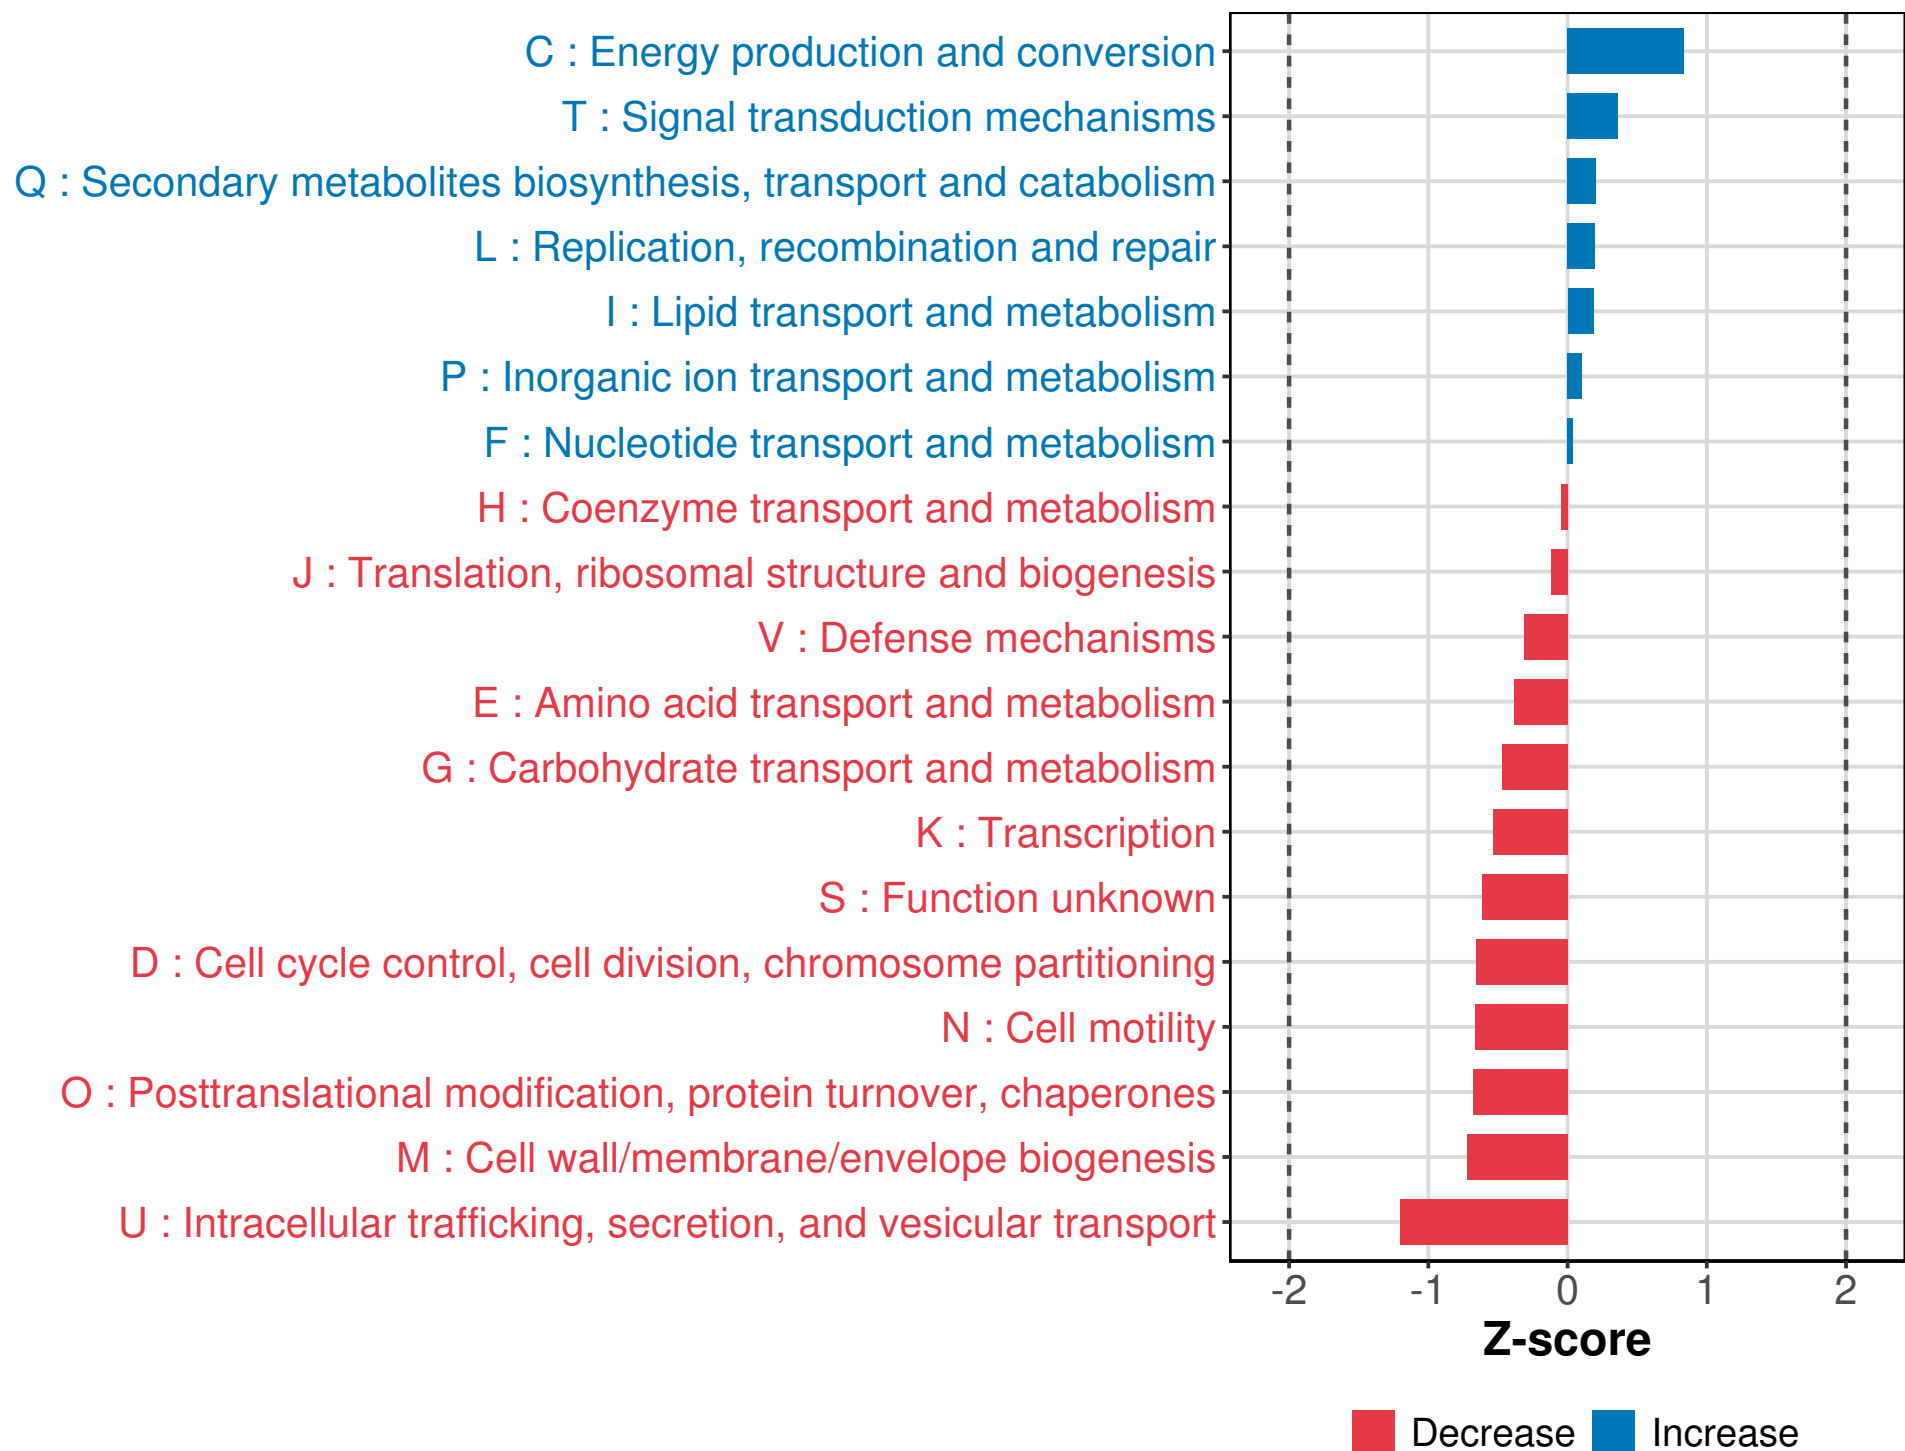 C : Energy production and conversion
T : Signal transduction mechanisms
Q : Secondary metabolites biosynthesis, transport and catabolism
L : Replication, recombination and repair
I : Lipid transport and metabolism
P : Inorganic ion transport and metabolism
F : Nucleotide transport and metabolism
H : Coenzyme transport and metabolism
J : Translation, ribosomal structure and biogenesis
V : Defense mechanisms
E : Amino acid transport and metabolism
G : Carbohydrate transport and metabolism
K : Transcription
S : Function unknown
D : Cell cycle control, cell division, chromosome partitioning
N : Cell motility
O : Posttranslational modification, protein turnover, chaperones
M : Cell wall/membrane/envelope biogenesis
U : Intracellular trafficking, secretion, and vesicular transport
-2 -1 0 1 2
Z-score
Decrease Increase